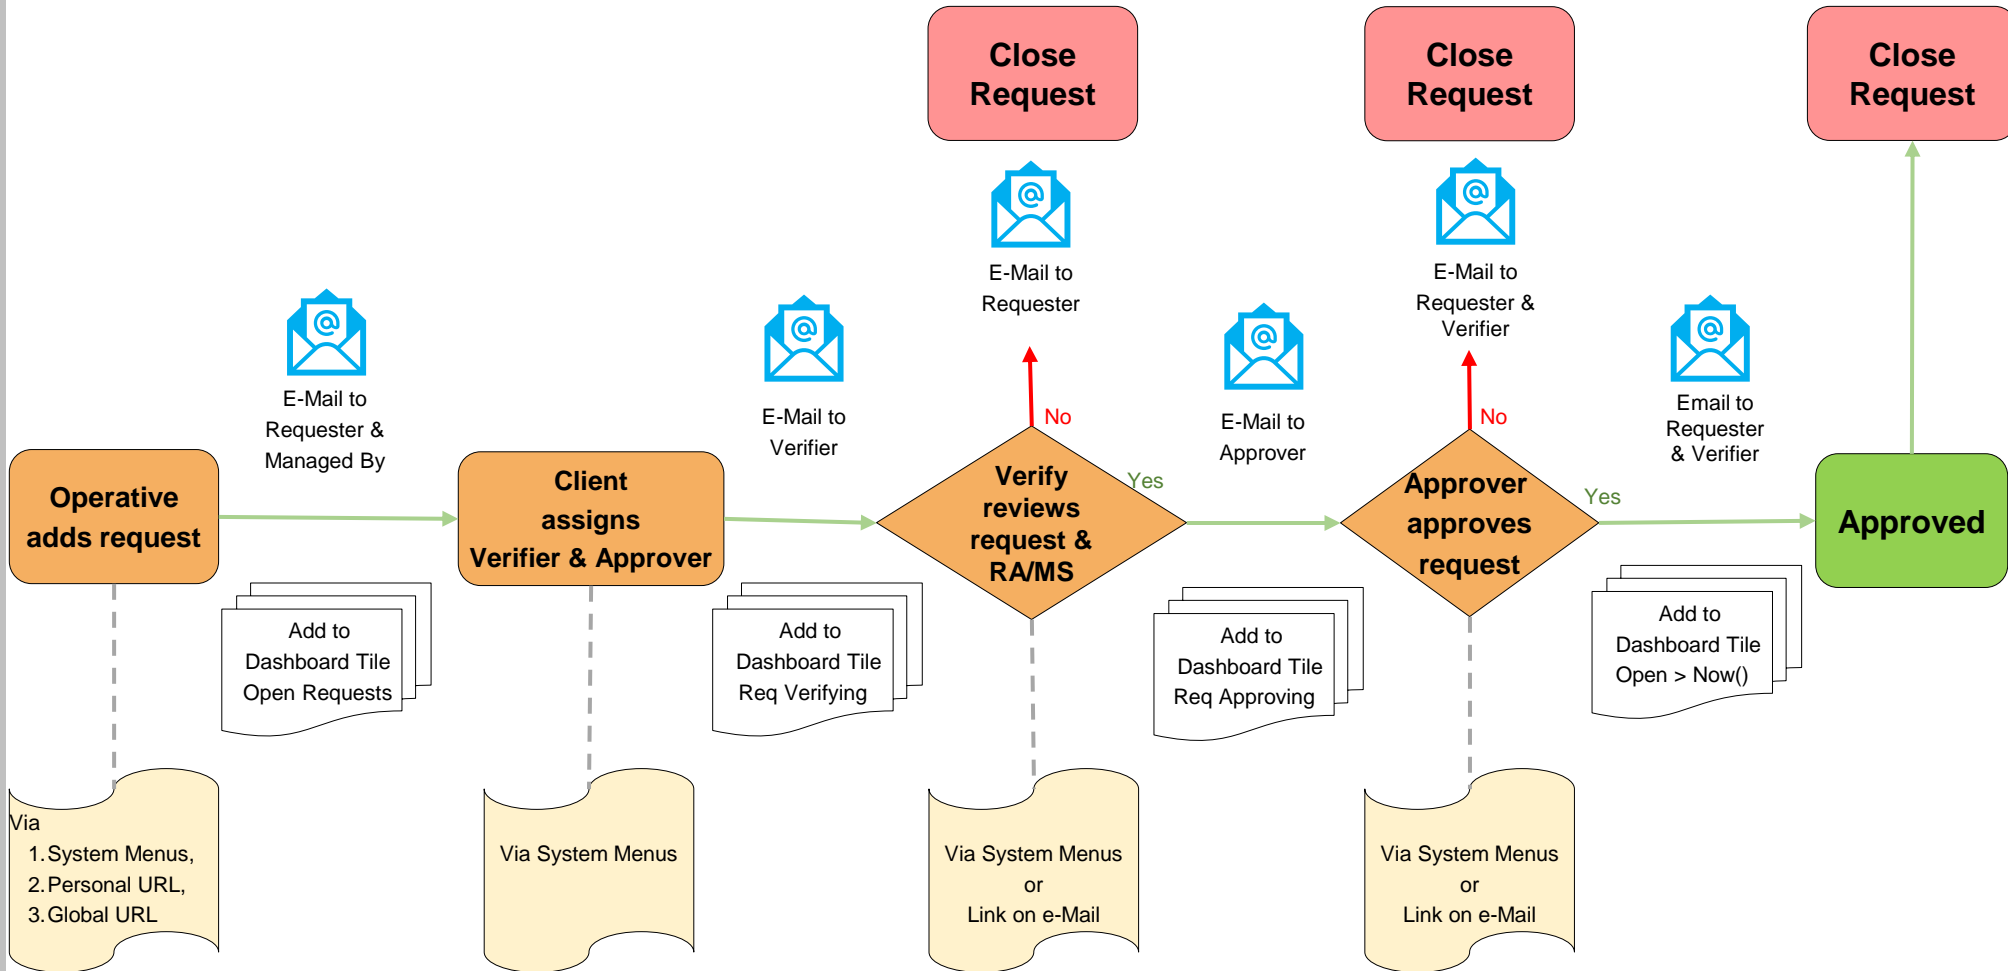 Close
Request
Close
Request
Close
Request
@
E-Mail to
Requester
@
E-Mail to
Requester &
Verifier
@
E-Mail to
Requester &
Managed By
@
E-Mail to
Verifier
@
E-Mail to
Approver
@
Email to
Requester
& Verifier
No
No
Operative
adds request
Client
assigns
Verifier & Approver
Verify
reviews
request &
RA/MS
Yes
Approver
approves
request
Yes
Approved
Add to
Dashboard Tile
Open Requests
Add to
Dashboard Tile
Req Verifying
Add to
Dashboard Tile
Req Approving
Add to
Dashboard Tile
Open > Now()
Via
1. System Menus,
2. Personal URL,
3. Global URL
Via System Menus
Via System Menus
or
Link on e-Mail
Via System Menus
or
Link on e-Mail